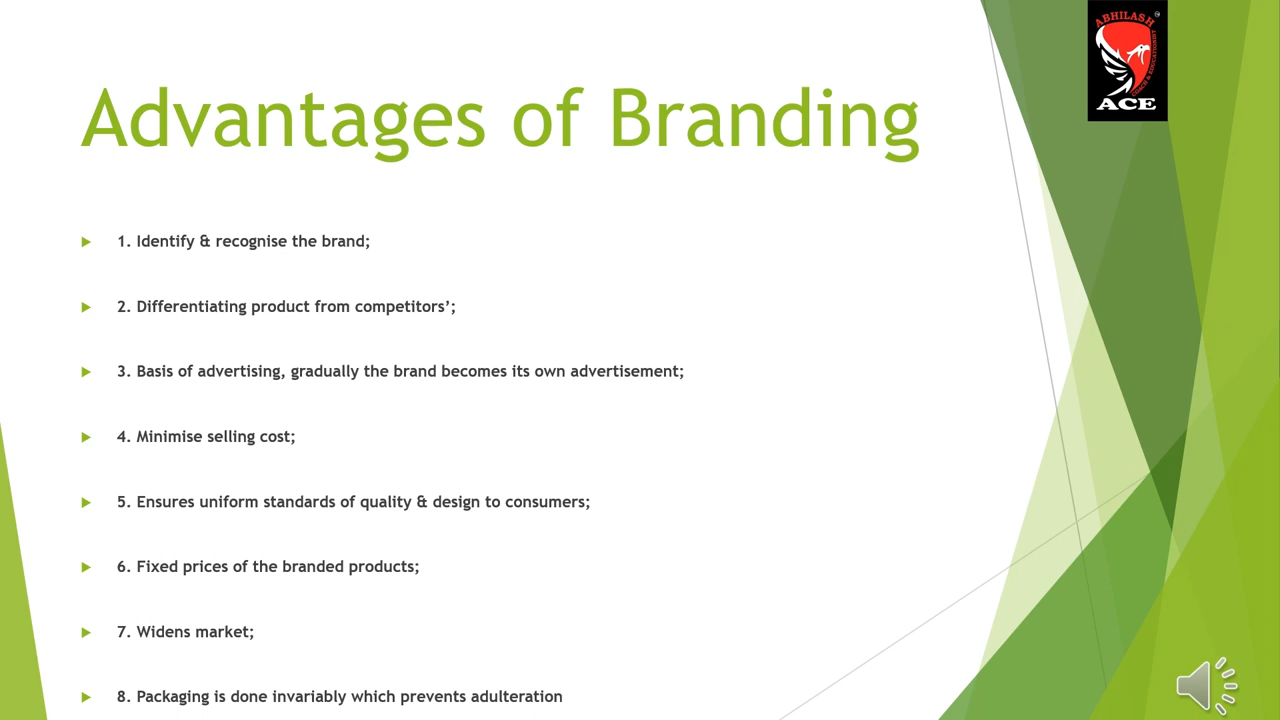 ABHILASH
COACH & EDUCATIONIST
ACE
Advantages of Branding
1. Identify & recognise the brand;
2. Differentiating product from competitors’;
3. Basis of advertising, gradually the brand becomes its own advertisement;
4. Minimise selling cost;
5. Ensures uniform standards of quality & design to consumers;
6. Fixed prices of the branded products;
7. Widens market;
8. Packaging is done invariably which prevents adulteration